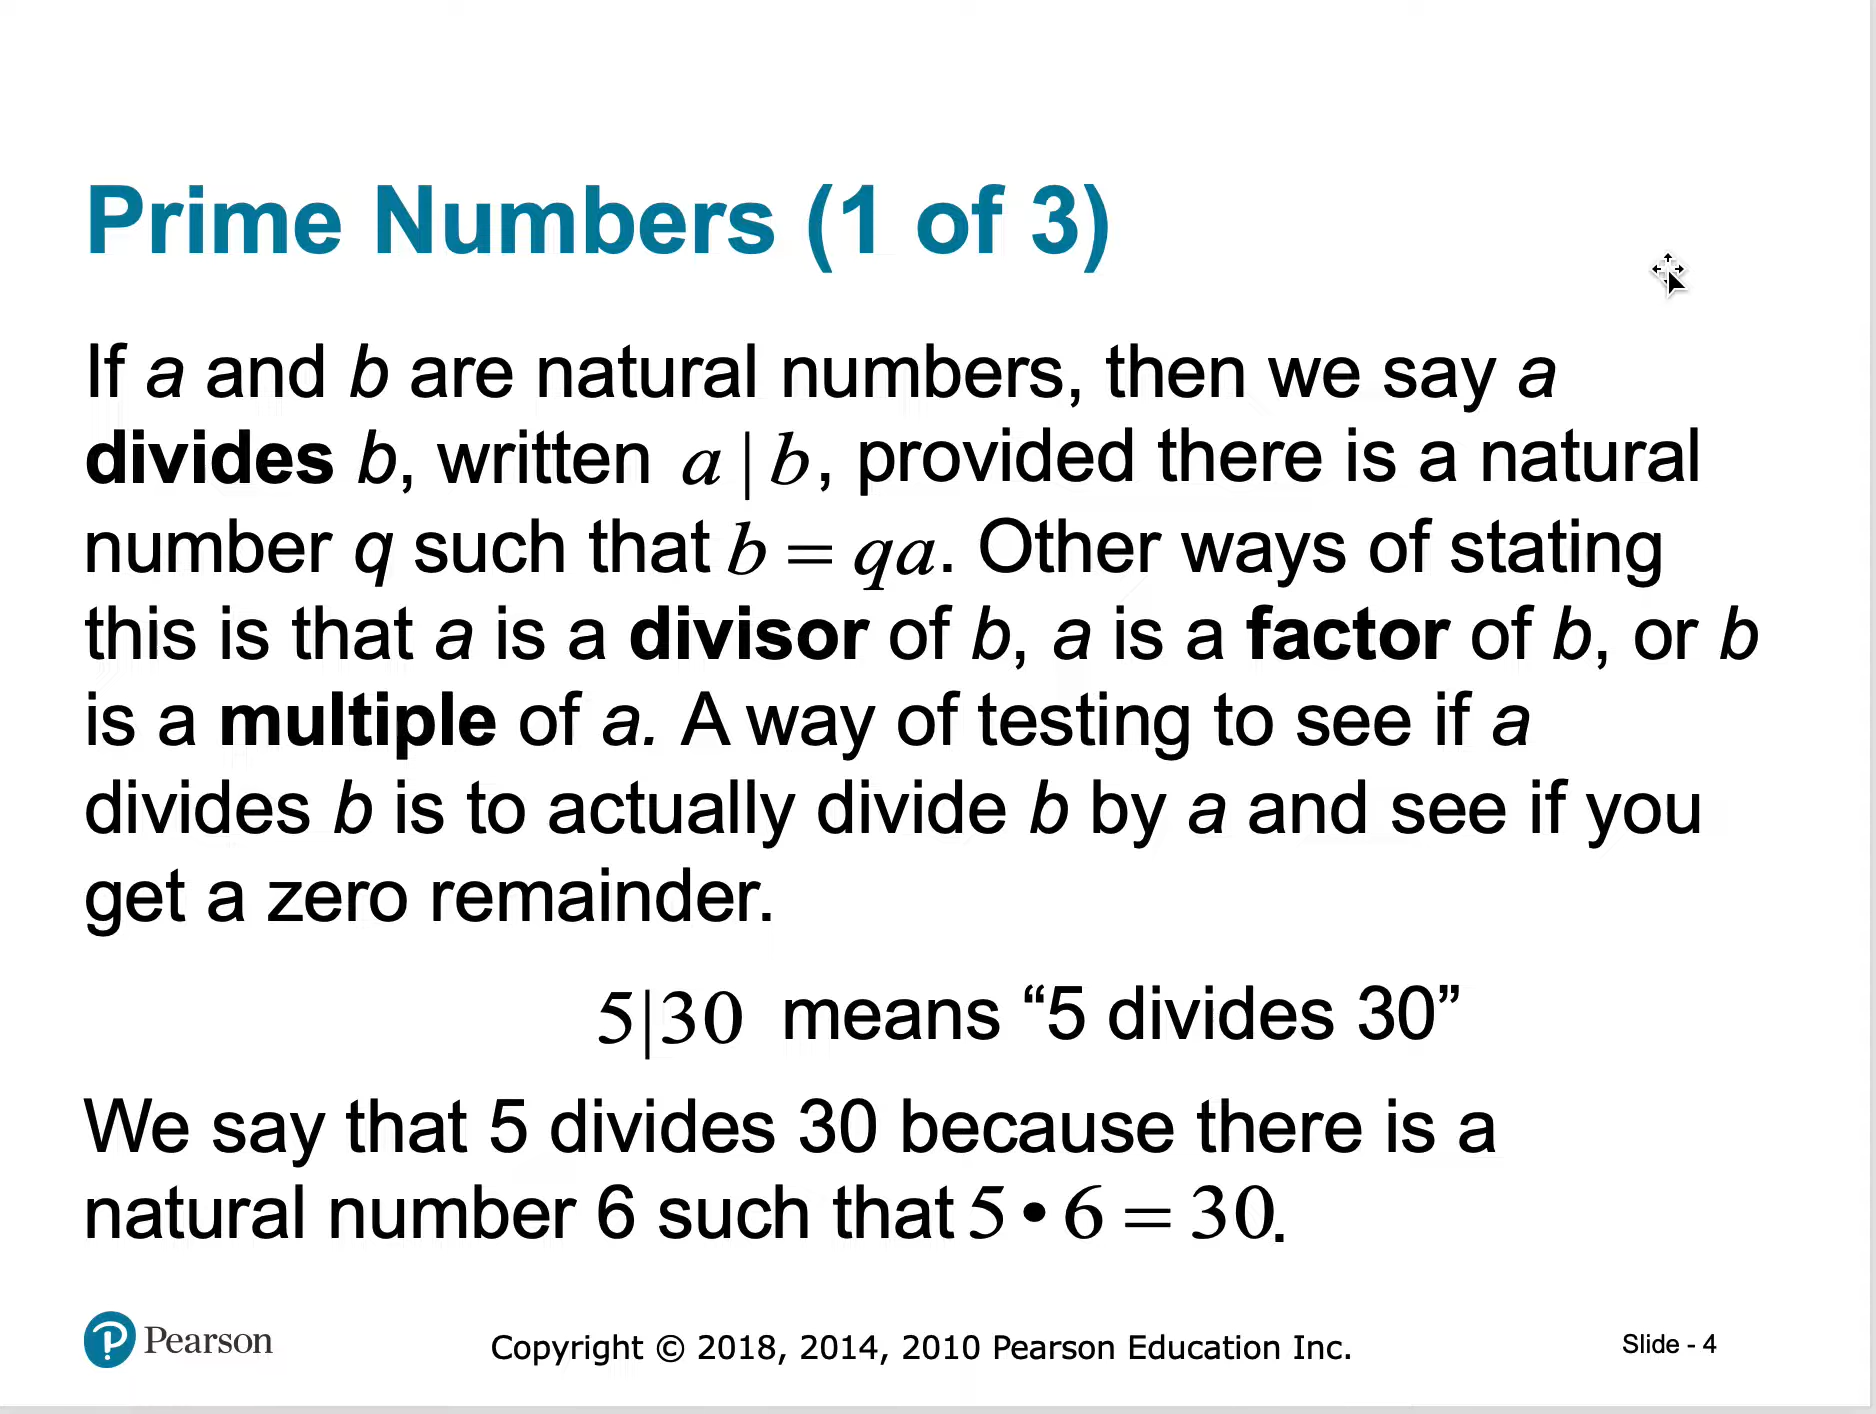 Prime Numbers (1 of 3)
If a and b are natural numbers, then we say a
divides b, written a | b, provided there is a natural
number q such that b = qa. Other ways of stating
this is that a is a divisor of b, a is a factor of b, or b
is a multiple of a. A way of testing to see if a
divides b is to actually divide b by a and see if you
get a zero remainder.
5|30 means “5 divides 30”
We say that 5 divides 30 because there is a
natural number 6 such that 5 • 6 = 30.
Pearson
Copyright © 2018, 2014, 2010 Pearson Education Inc.
Slide - 4